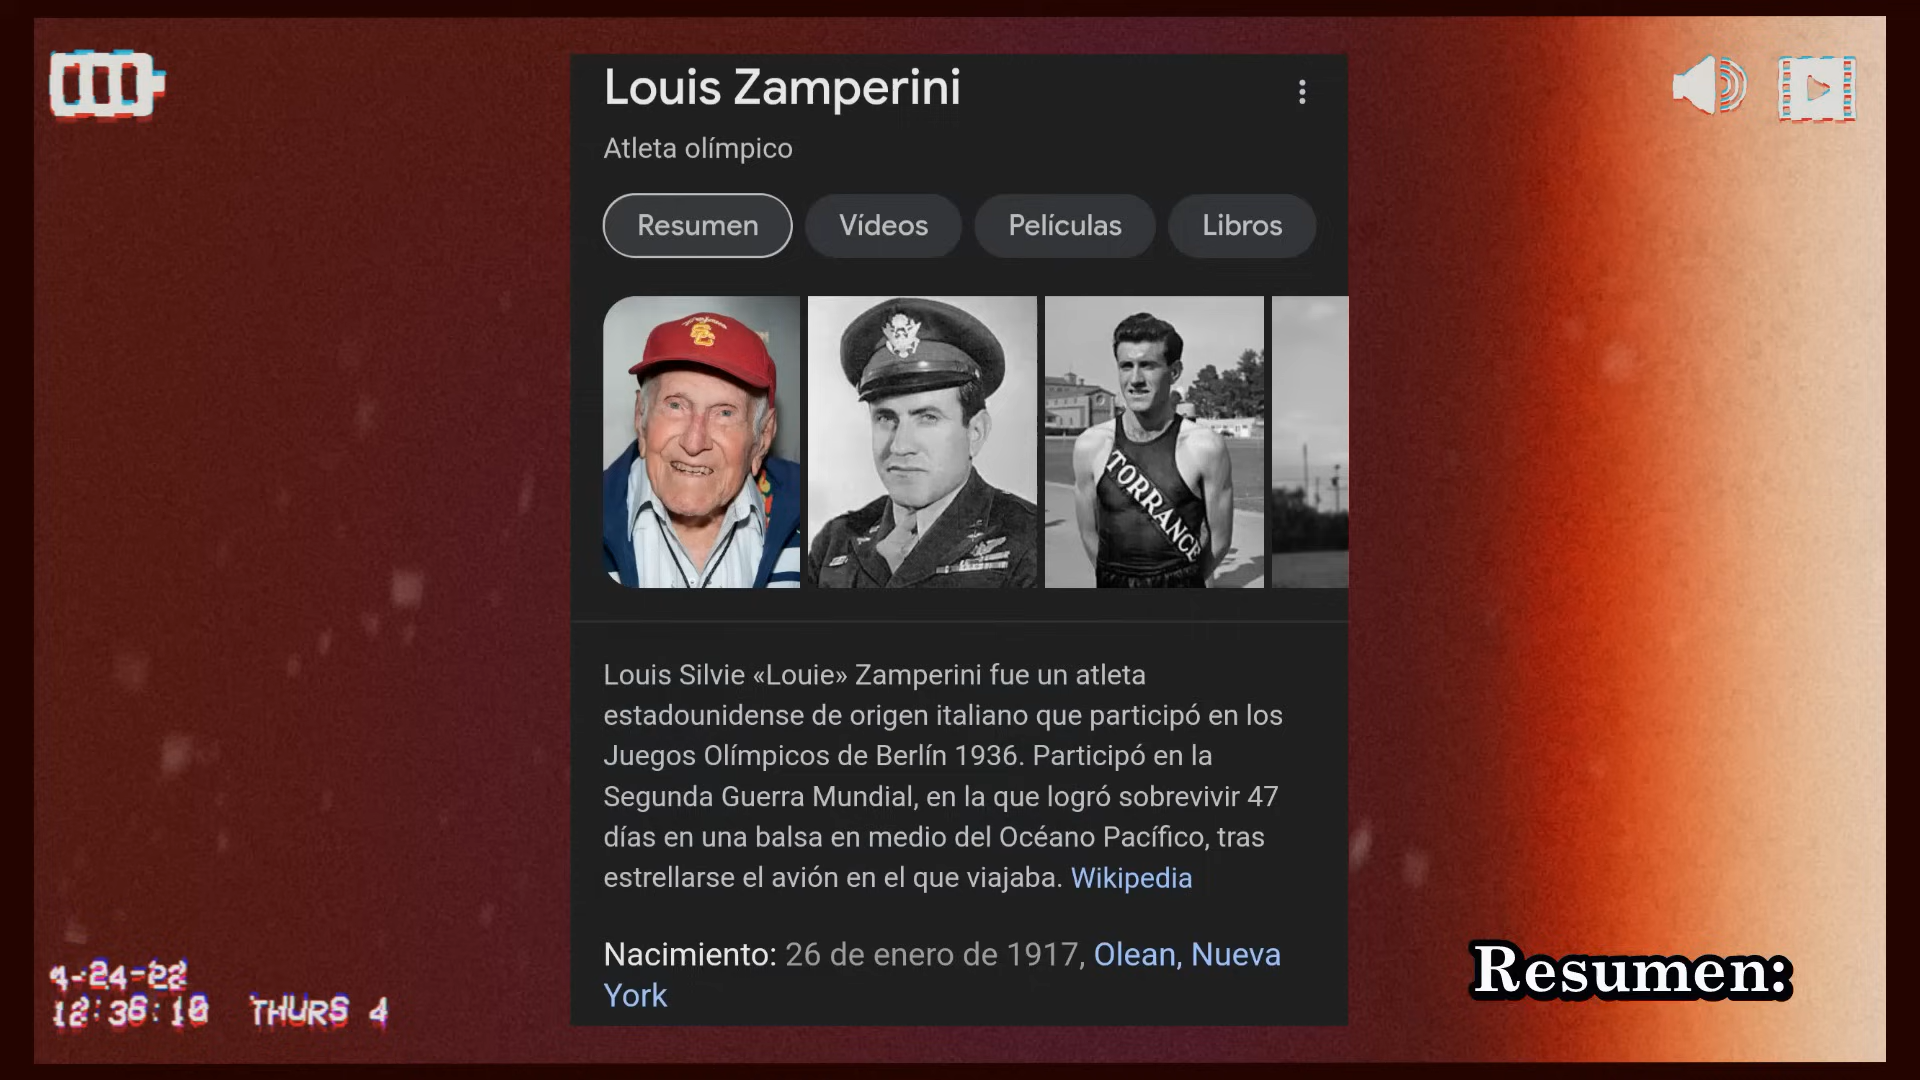 Louis Zamperini
Atleta olímpico
Resumen
Vídeos
Películas
Libros
SC
TORRANCE
Louis Silvie «Louie» Zamperini fue un atleta
estadounidense de origen italiano que participó en los
Juegos Olímpicos de Berlín 1936. Participó en la
Segunda Guerra Mundial, en la que logró sobrevivir 47
días en una balsa en medio del Océano Pacífico, tras
estrellarse el avión en el que viajaba. Wikipedia
Nacimiento: 26 de enero de 1917, Olean, Nueva
York
4-24-22
12:36:10 THURS 4
Resumen: